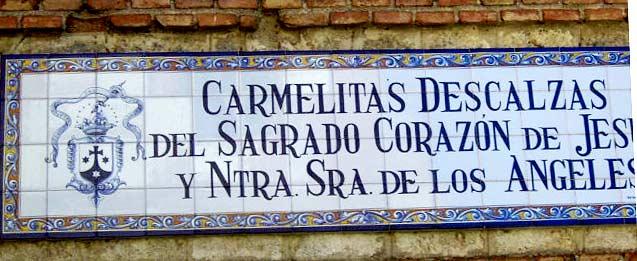 CARMELITAS DESCALZAS
DEL SAGRADO CORAZÓN DE JESU
Y NTRA. SRA. DE LOS ANGELES